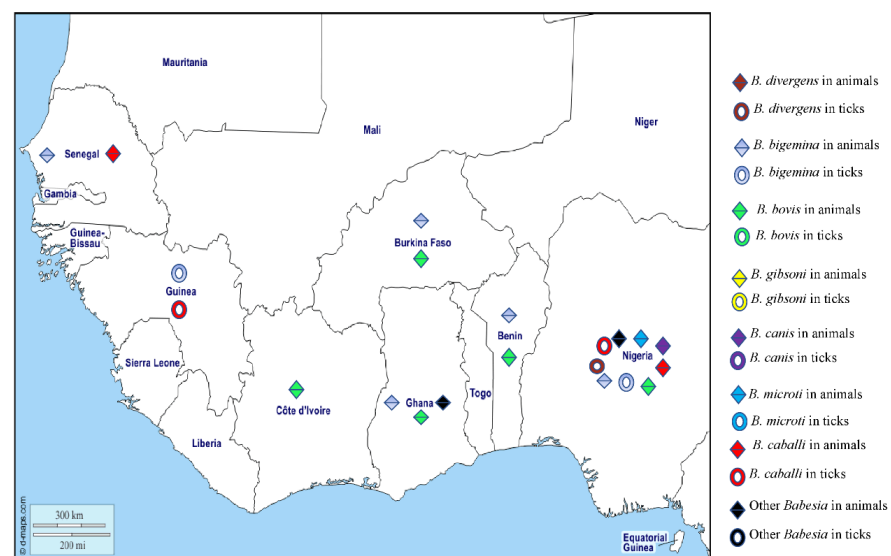 Mauritania
Mali
Niger
Senegal
Gambia
Guinea-
Bissau
Burkina Faso
Guinea
Benin
Nigeria
Sierra Leone
Côte d'Ivoire
Ghana
Togo
Liberia
Equatorial
Guinea
300 km
200 mi
© d-maps.com
B. divergens in animals
B. divergens in ticks
B. bigemina in animals
B. bigemina in ticks
B. bovis in animals
B. bovis in ticks
B. gibsoni in animals
B. gibsoni in ticks
B. canis in animals
B. canis in ticks
B. microti in animals
B. microti in ticks
B. caballi in animals
B. caballi in ticks
Other Babesia in animals
Other Babesia in ticks